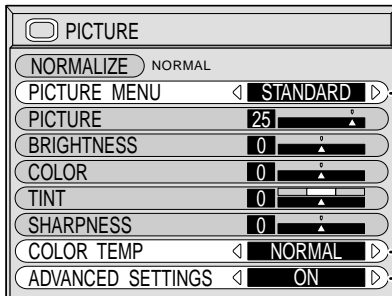 PICTURE
NORMALIZE NORMAL
PICTURE MENU STANDARD
PICTURE 25
BRIGHTNESS 0
COLOR 0
TINT 0
SHARPNESS 0
COLOR TEMP NORMAL
ADVANCED SETTINGS ON